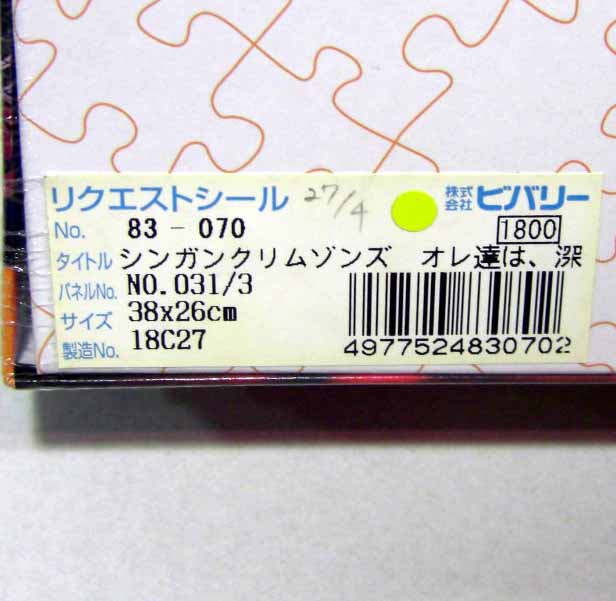 リクエストシール 27/4 株式会社 ビバリー
No. 83-070 1800
タイトル シンガンクリムゾンズ オレ達は、深
パネルNo. NO.031/3
サイズ 38x26cm
製造No. 18C27
4977524830702